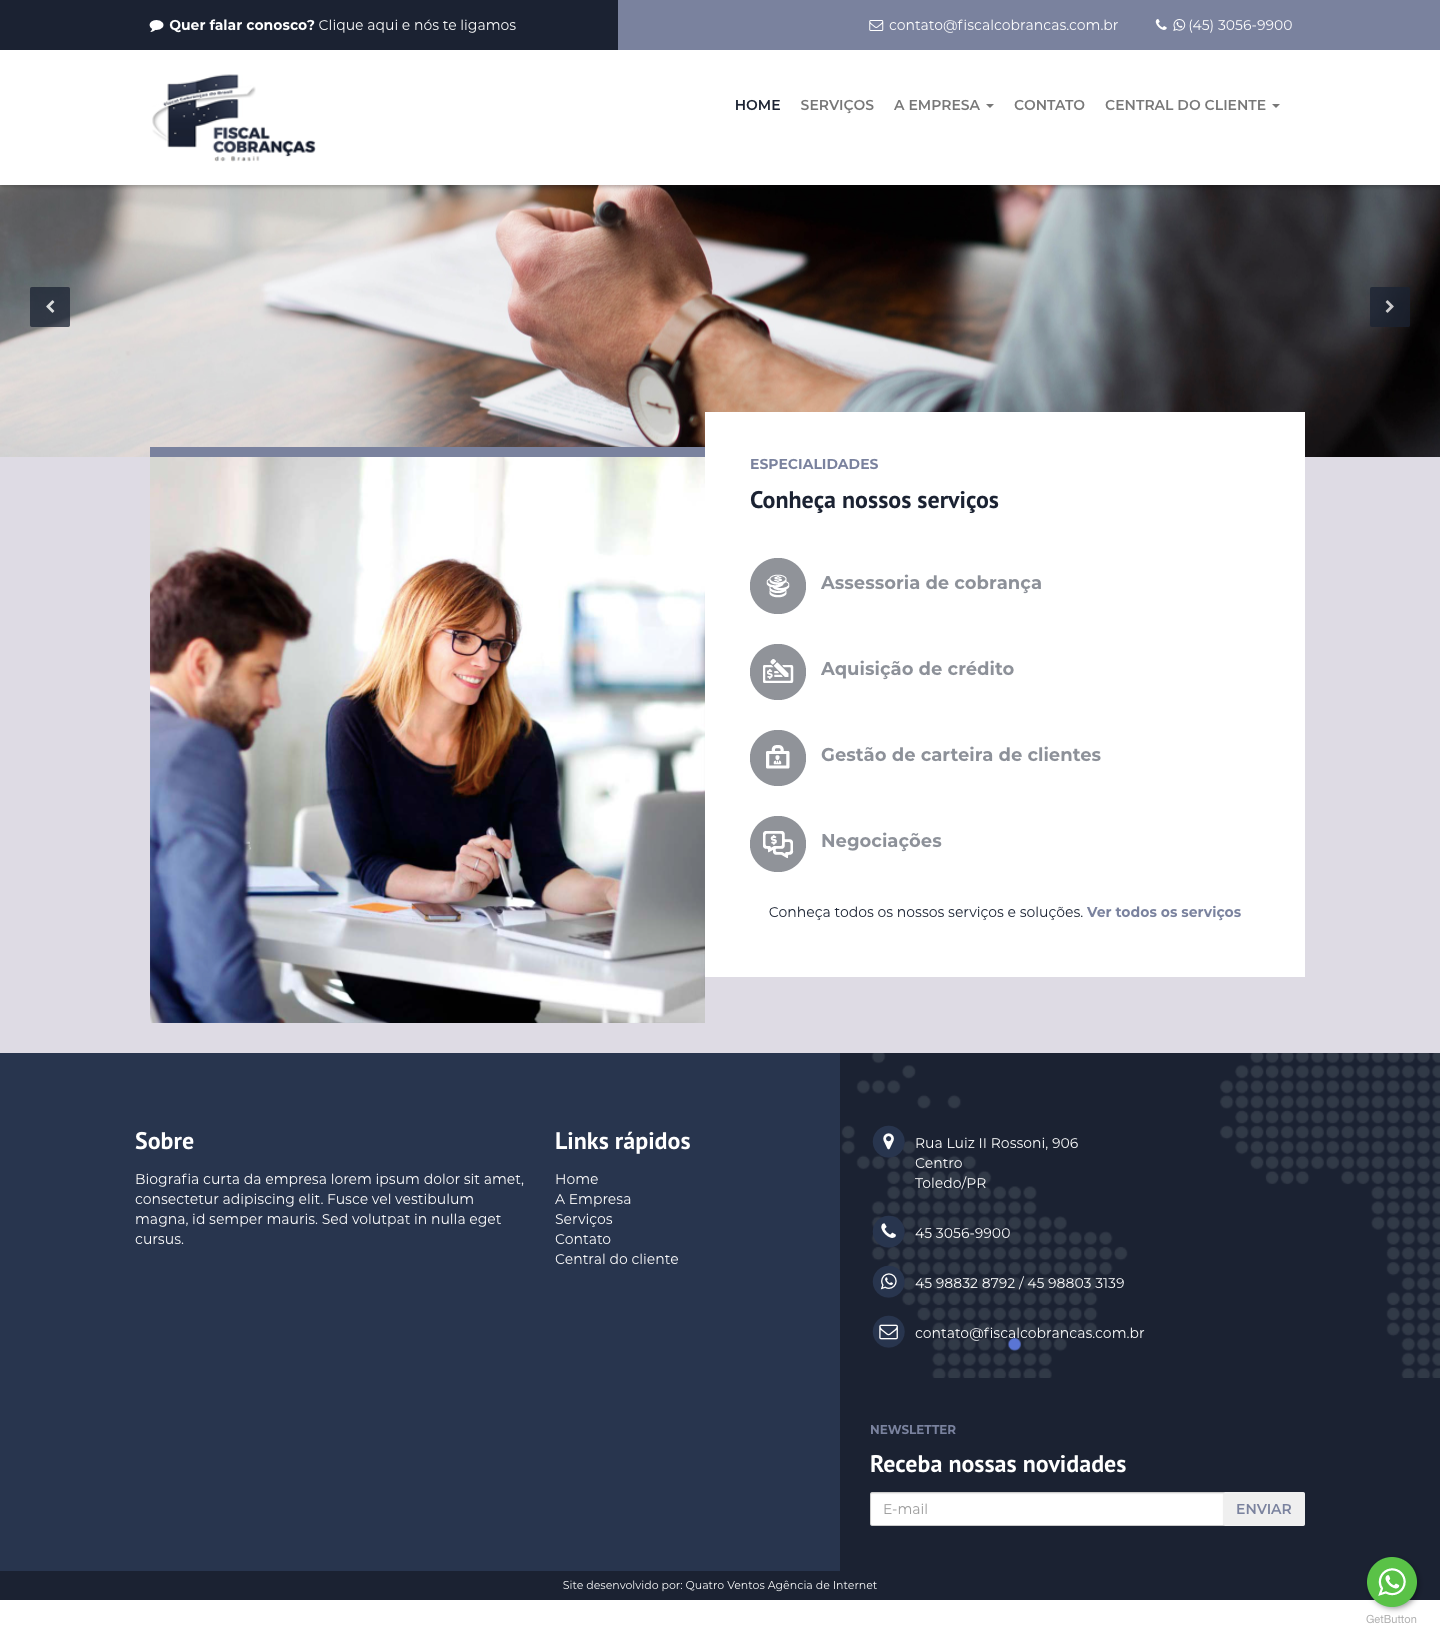 Quer falar conosco? Clique aqui e nós te ligamos
contato@fiscalcobrancas.com.br
(45) 3056-9900
Fiscal Cobranças do Brasil
FISCAL
COBRANÇAS
do Brasil
HOME
SERVIÇOS
A EMPRESA
CONTATO
CENTRAL DO CLIENTE
ESPECIALIDADES
Conheça nossos serviços
Assessoria de cobrança
Aquisição de crédito
Gestão de carteira de clientes
Negociações
Conheça todos os nossos serviços e soluções. Ver todos os serviços
Sobre
Biografia curta da empresa lorem ipsum dolor sit amet,
consectetur adipiscing elit. Fusce vel vestibulum
magna, id semper mauris. Sed volutpat in nulla eget
cursus.
Links rápidos
Home
A Empresa
Serviços
Contato
Central do cliente
Rua Luiz II Rossoni, 906
Centro
Toledo/PR
45 3056-9900
45 98832 8792 / 45 98803 3139
contato@fiscalcobrancas.com.br
NEWSLETTER
Receba nossas novidades
E-mail
ENVIAR
Site desenvolvido por: Quatro Ventos Agência de Internet
GetButton